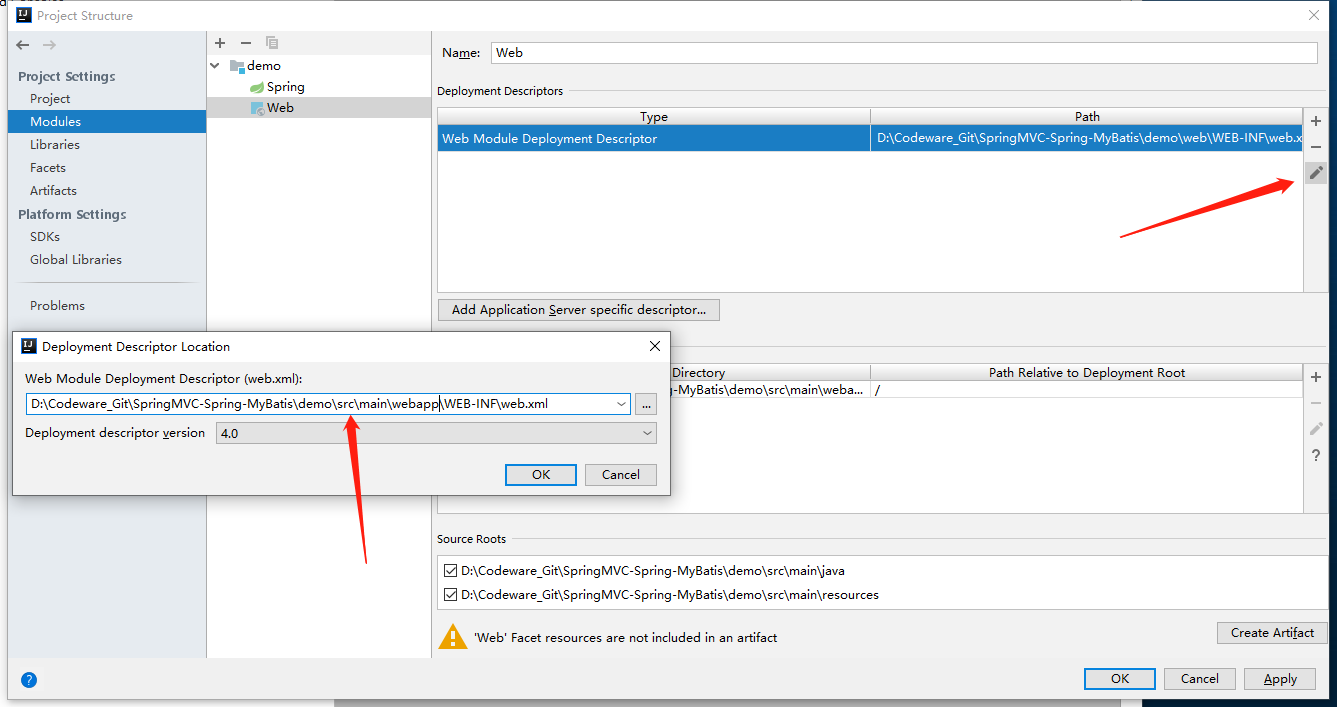 Project Structure
Project Settings
Project
Modules
Libraries
Facets
Artifacts
Platform Settings
SDKs
Global Libraries
Problems
demo
Spring
Web
Name: Web
Deployment Descriptors
Type Path
Web Module Deployment Descriptor D:\Codeware_Git\SpringMVC-Spring-MyBatis\demo\web\WEB-INF\web.x
Add Application Server specific descriptor...
Deployment Descriptor Location
Web Module Deployment Descriptor (web.xml):
D:\Codeware_Git\SpringMVC-Spring-MyBatis\demo\src\main\webapp\WEB-INF\web.xml ...
Deployment descriptor version 4.0
OK Cancel
Directory Path Relative to Deployment Root
g-MyBatis\demo\src\main\weba... /
?
Source Roots
D:\Codeware_Git\SpringMVC-Spring-MyBatis\demo\src\main\java
D:\Codeware_Git\SpringMVC-Spring-MyBatis\demo\src\main\resources
'Web' Facet resources are not included in an artifact
Create Artifact
? OK Cancel Apply